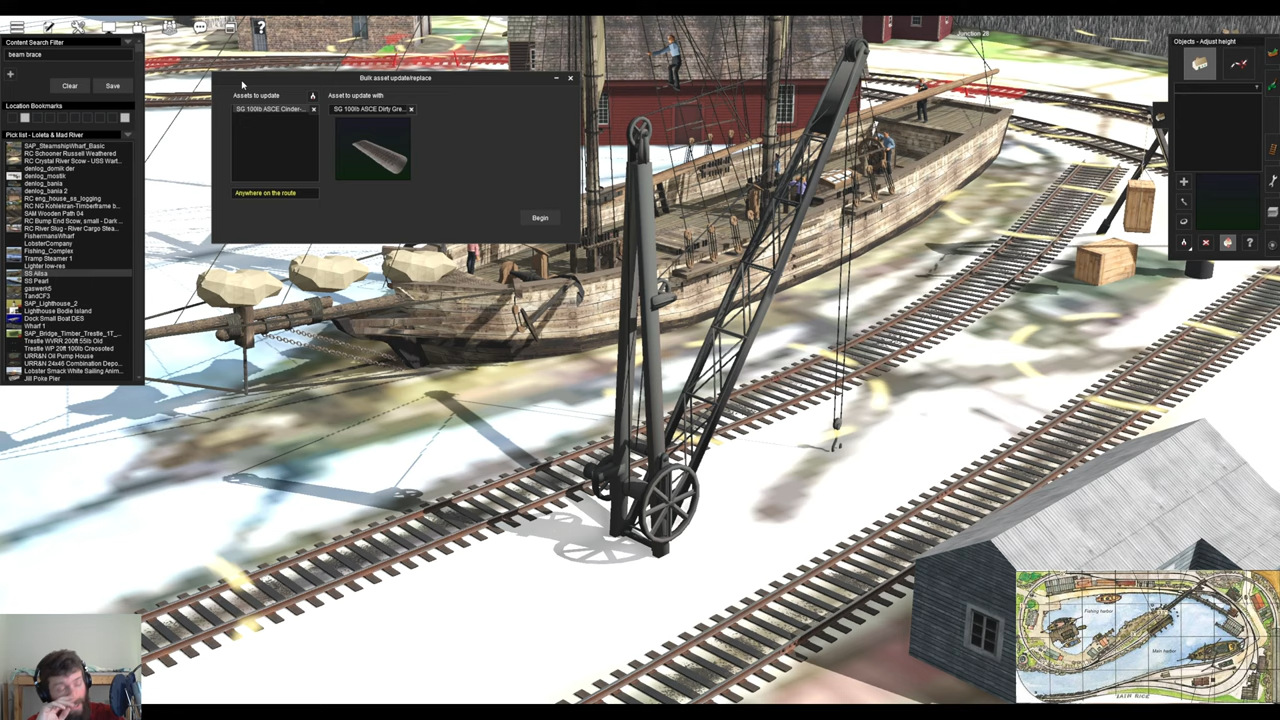 Content Search Filter
beam brace
Clear
Save
Location Bookmarks
Pick list - Loleta & Mad River
SAP_SteamshipWharf_Basic
RC Schooner Russell Weathered
RC Crystal River Scow - USS Warf...
denlog_domik der
denlog_mostik
denlog_bania
denlog_bania 2
RC eng_house_ss_logging
RC NG Kohlekran-Timberframe b...
SAM Wooden Path 04
RC Bump End Scow, small - Dark ...
RC River Slug - River Cargo Stea...
FishermansWharf
LobsterCompany
Fishing_Complex
Tramp Steamer 1
Lighter low-res
SS Ailsa
SS Pearl
gaswerk5
TandCF3
SAP_Lighthouse_2
Lighthouse Bodie Island
Dock Small Boat DES
Wharf 1
SAP_Bridge_Timber_Trestle_1T_...
Trestle WVRR 200ft 55lb Old
Trestle WP 20ft 100lb Creosoted
URR&N Oil Pump House
URR&N 24x46 Combination Depo...
Lobster Smack White Sailing Anim...
Jill Poke Pier
Bulk asset update/replace
Assets to update
Asset to update with
SG 100lb ASCE Cinder-...
SG 100lb ASCE Dirty Gre...
Anywhere on the route
Begin
Junction 28
Objects - Adjust height
Fishing harbor
Main harbor